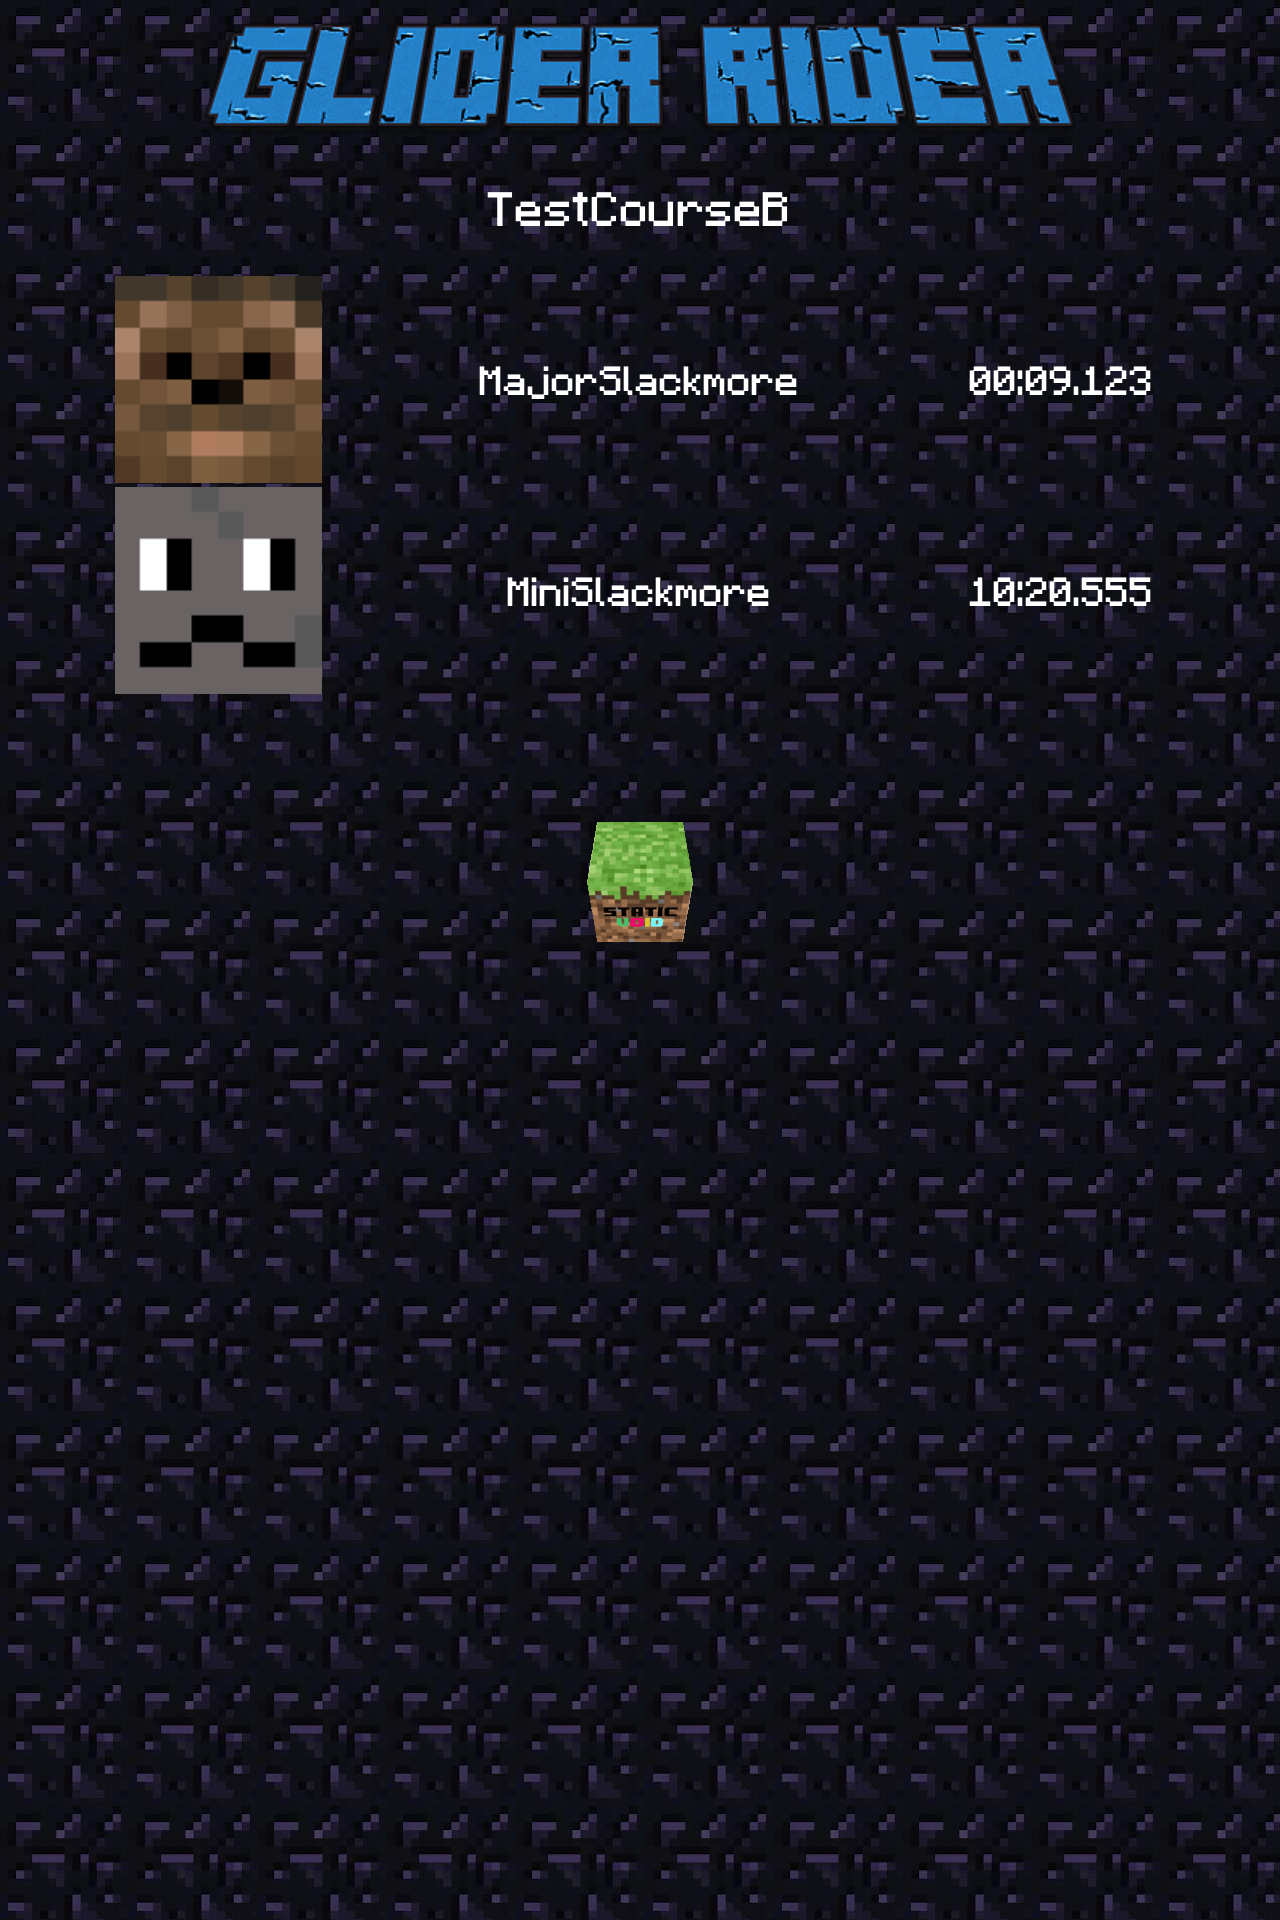 GLIDER RIDER
TestCourseB
MajorSlackmore 00:09.123
MiniSlackmore 10:20.555
STATIC
VOID